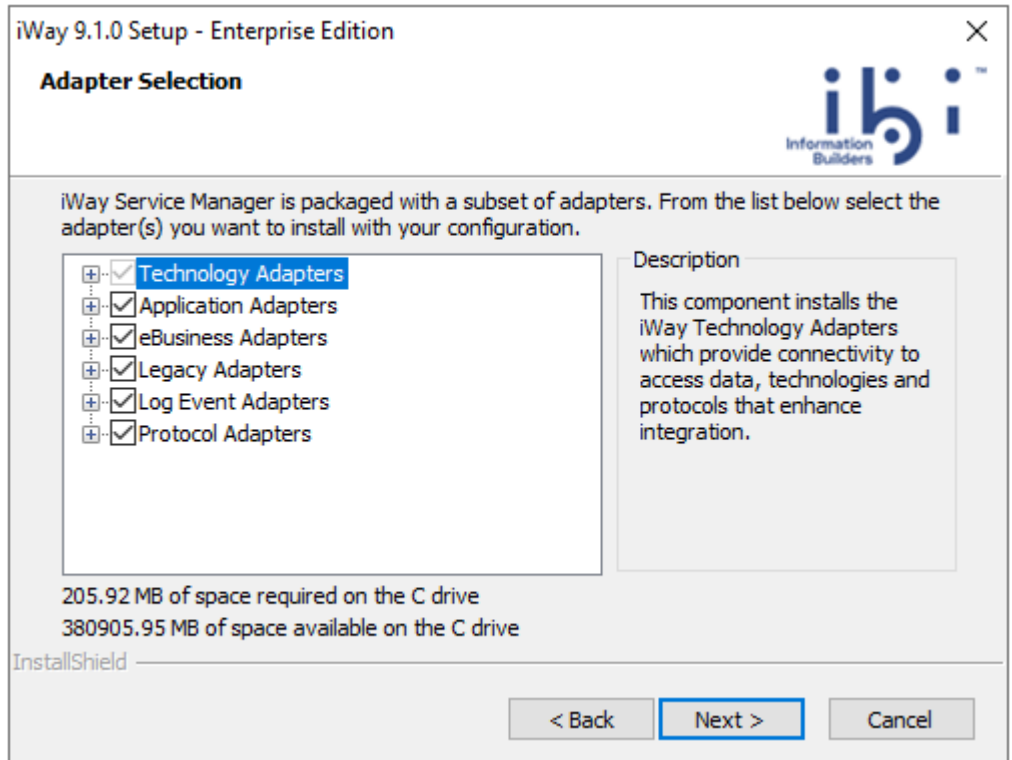 iWay 9.1.0 Setup - Enterprise Edition
Adapter Selection
ibi
™
Information
Builders
iWay Service Manager is packaged with a subset of adapters. From the list below select the
adapter(s) you want to install with your configuration.
Technology Adapters
Application Adapters
eBusiness Adapters
Legacy Adapters
Log Event Adapters
Protocol Adapters
Description
This component installs the
iWay Technology Adapters
which provide connectivity to
access data, technologies and
protocols that enhance
integration.
205.92 MB of space required on the C drive
380905.95 MB of space available on the C drive
InstallShield
< Back
Next >
Cancel